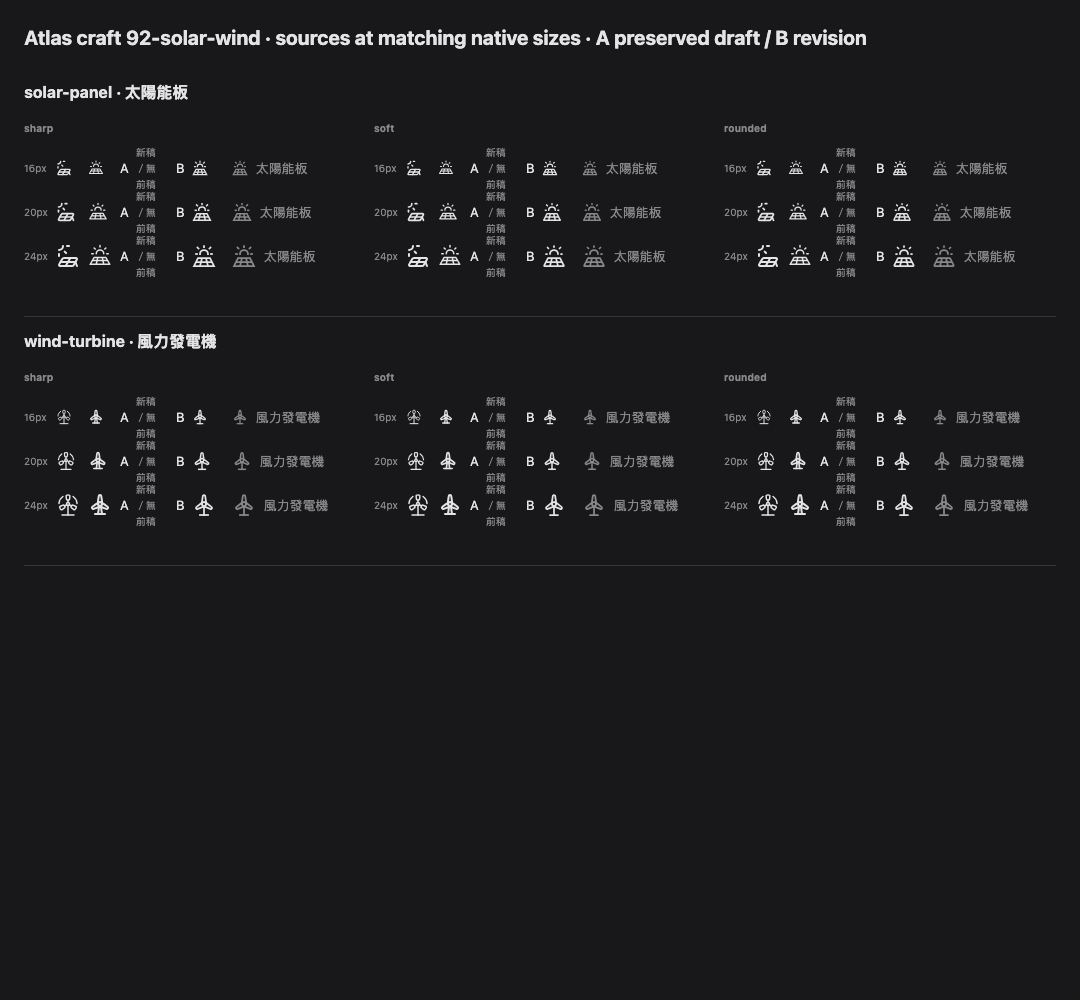 Atlas craft 92-solar-wind · sources at matching native sizes · A preserved draft / B revision
solar-panel · 太陽能板
sharp
soft
rounded
16px A 新稿 / 無前稿 B 太陽能板
16px A 新稿 / 無前稿 B 太陽能板
16px A 新稿 / 無前稿 B 太陽能板
20px A 新稿 / 無前稿 B 太陽能板
20px A 新稿 / 無前稿 B 太陽能板
20px A 新稿 / 無前稿 B 太陽能板
24px A 新稿 / 無前稿 B 太陽能板
24px A 新稿 / 無前稿 B 太陽能板
24px A 新稿 / 無前稿 B 太陽能板
wind-turbine · 風力發電機
sharp
soft
rounded
16px A 新稿 / 無前稿 B 風力發電機
16px A 新稿 / 無前稿 B 風力發電機
16px A 新稿 / 無前稿 B 風力發電機
20px A 新稿 / 無前稿 B 風力發電機
20px A 新稿 / 無前稿 B 風力發電機
20px A 新稿 / 無前稿 B 風力發電機
24px A 新稿 / 無前稿 B 風力發電機
24px A 新稿 / 無前稿 B 風力發電機
24px A 新稿 / 無前稿 B 風力發電機